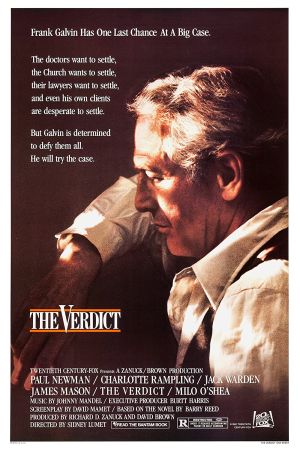 Frank Galvin Has One Last Chance At A Big Case.
The doctors want to settle,
the Church wants to settle,
their lawyers want to settle,
and even his own clients
are desperate to settle.
But Galvin is determined
to defy them all.
He will try the case.
THE VERDICT
TWENTIETH CENTURY-FOX Presents A ZANUCK/BROWN PRODUCTION
PAUL NEWMAN / CHARLOTTE RAMPLING / JACK WARDEN
JAMES MASON / THE VERDICT / MILO O'SHEA
MUSIC BY JOHNNY MANDEL / EXECUTIVE PRODUCER BURTT HARRIS
SCREENPLAY BY DAVID MAMET / BASED ON THE NOVEL BY BARRY REED
PRODUCED BY RICHARD D. ZANUCK AND DAVID BROWN
DIRECTED BY SIDNEY LUMET READ THE BANTAM BOOK
R RESTRICTED
TWENTIETH CENTURY FOX